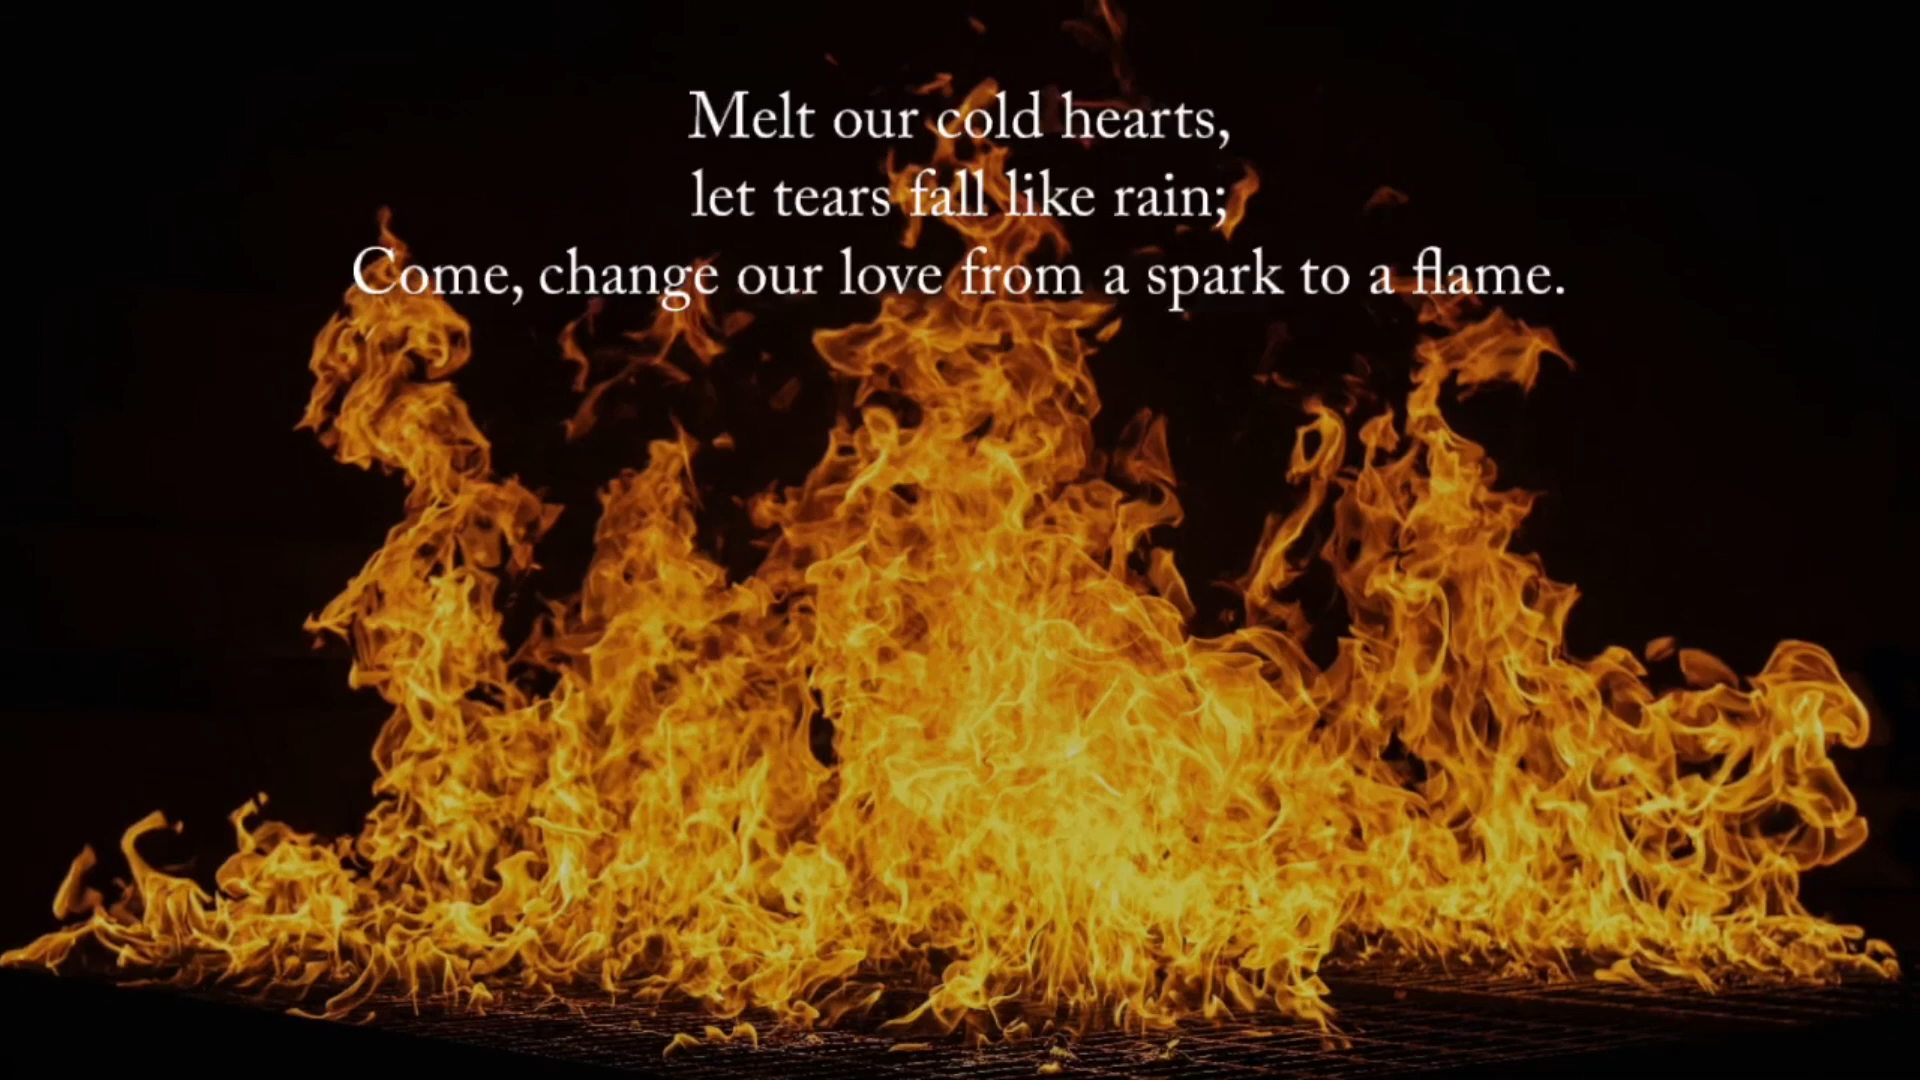 Melt our cold hearts,
let tears fall like rain;
Come, change our love from a spark to a flame.